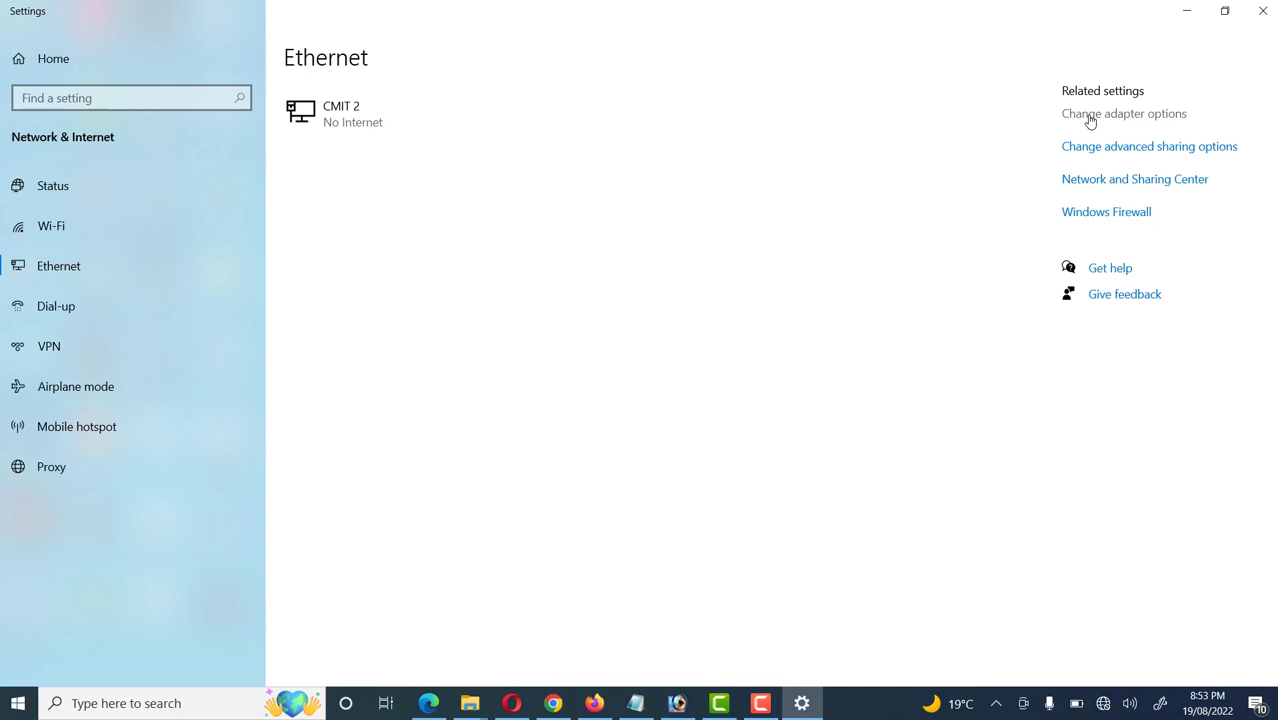 Settings
Home
Find a setting
Network & Internet
Status
Wi-Fi
Ethernet
Dial-up
VPN
Airplane mode
Mobile hotspot
Proxy
Ethernet
CMIT 2
No Internet
Related settings
Change adapter options
Change advanced sharing options
Network and Sharing Center
Windows Firewall
Get help
Give feedback
Type here to search
19°C
8:53 PM
19/08/2022
10